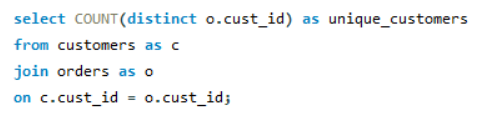 select COUNT(distinct o.cust_id) as unique_customers
from customers as c
join orders as o
on c.cust_id = o.cust_id;